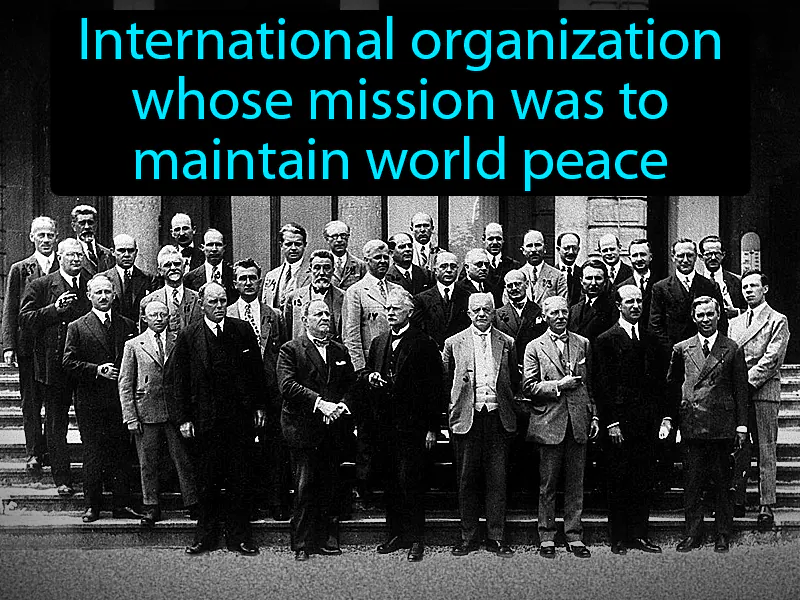 International organization
whose mission was to
maintain world peace